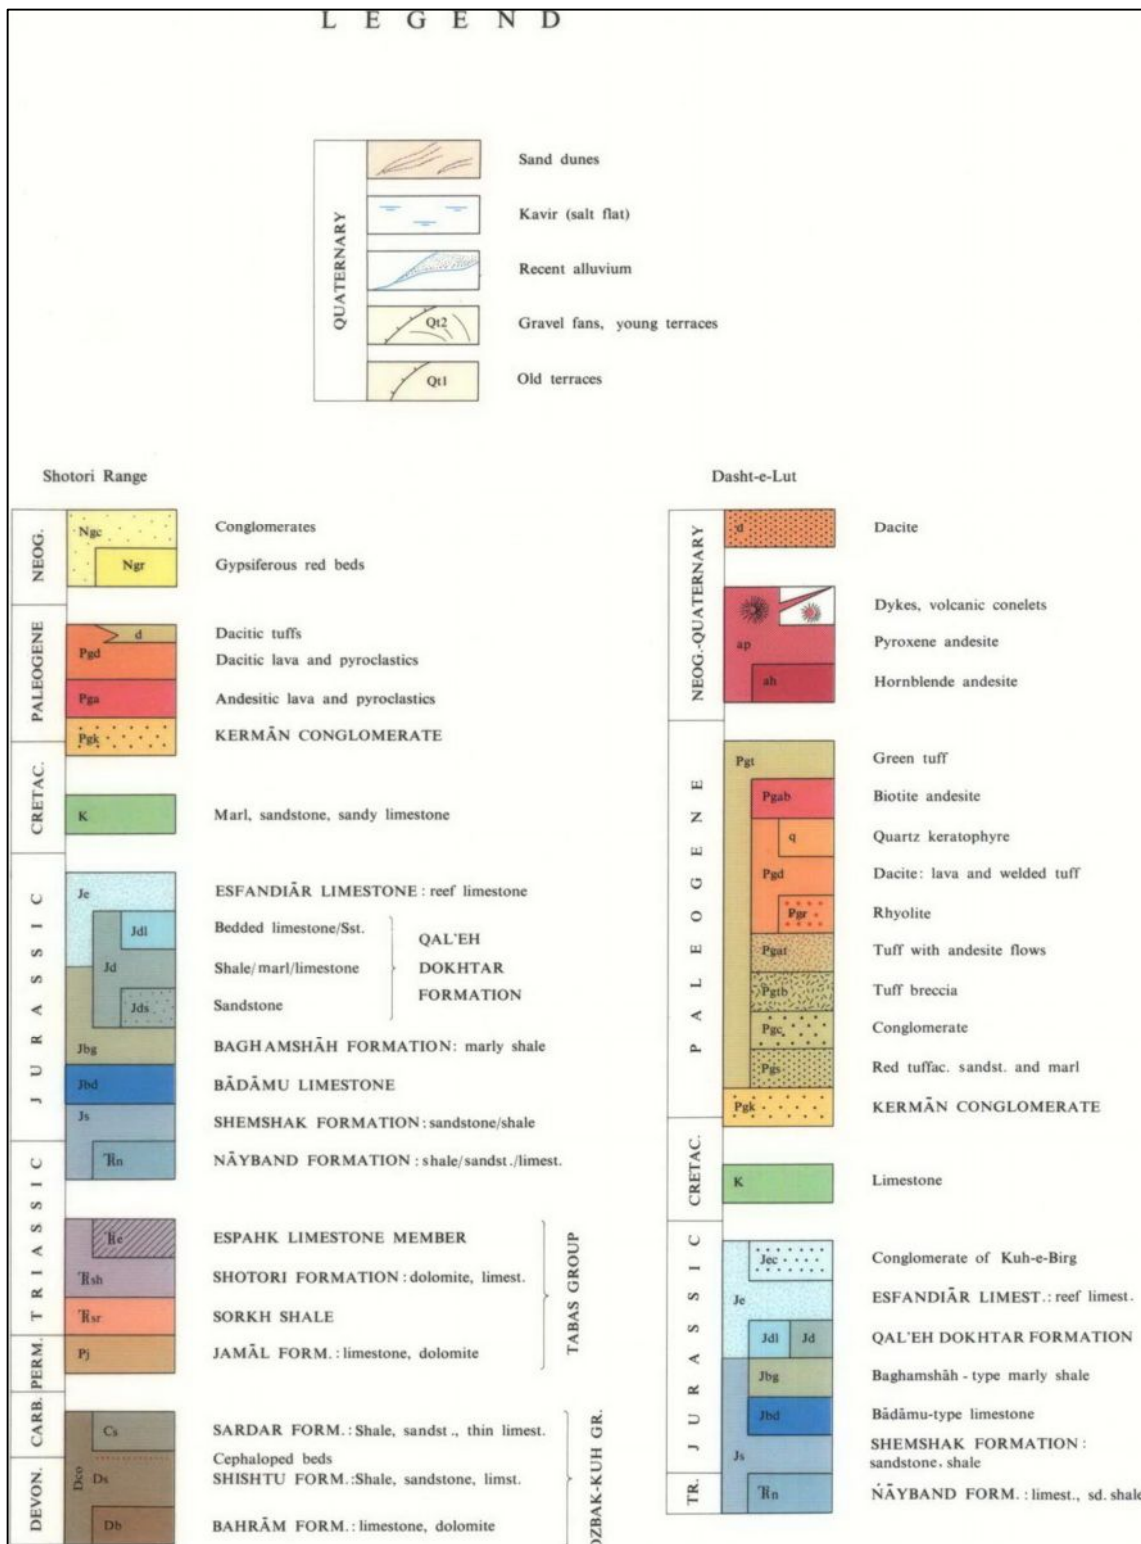 LEGEND
QUATERNARY
Sand dunes
Kavir (salt flat)
Recent alluvium
Qt2 Gravel fans, young terraces
Qt1 Old terraces
Shotori Range
NEOG.
Ngc Conglomerates
Ngr Gypsiferous red beds
PALEOGENE
d Dacitic tuffs
Pgd Dacitic lava and pyroclastics
Pga Andesitic lava and pyroclastics
Pgk KERMĀN CONGLOMERATE
CRETAC.
K Marl, sandstone, sandy limestone
JURASSIC
Je ESFANDIĀR LIMESTONE: reef limestone
Jdl Bedded limestone/Sst.
Jd Shale/marl/limestone
Jds Sandstone
QAL'EH
DOKHTAR
FORMATION
Jbg BAGHAMSHĀH FORMATION: marly shale
Jbd BĀDĀMU LIMESTONE
Js SHEMSHAK FORMATION: sandstone/shale
TRIASSIC
Ꞧn NĀYBAND FORMATION: shale/sandst./limest.
Ꞧe ESPAHK LIMESTONE MEMBER
Ꞧsh SHOTORI FORMATION: dolomite, limest.
Ꞧsr SORKH SHALE
PERM.
Pj JAMĀL FORM.: limestone, dolomite
TABAS GROUP
CARB.
Cs SARDAR FORM.: Shale, sandst., thin limest.
Cephaloped beds
DEVON.
Dco
Ds SHISHTU FORM.:Shale, sandstone, limst.
Db BAHRĀM FORM.: limestone, dolomite
OZBAK-KUH GR.
Dasht-e-Lut
NEOG.-QUATERNARY
d Dacite
Dykes, volcanic conelets
ap Pyroxene andesite
ah Hornblende andesite
PALEOGENE
Pgt Green tuff
Pgab Biotite andesite
q Quartz keratophyre
Pgd Dacite: lava and welded tuff
Pgr Rhyolite
Pgat Tuff with andesite flows
Pgtb Tuff breccia
Pgc Conglomerate
Pgs Red tuffac. sandst. and marl
Pgk KERMĀN CONGLOMERATE
CRETAC.
K Limestone
JURASSIC
Jec Conglomerate of Kuh-e-Birg
Je ESFANDIĀR LIMEST.: reef limest.
Jdl Jd QAL'EH DOKHTAR FORMATION
Jbg Baghamshāh - type marly shale
Jbd Bādāmu-type limestone
Js SHEMSHAK FORMATION:
sandstone, shale
TR.
Ꞧn NĀYBAND FORM.: limest., sd. shale